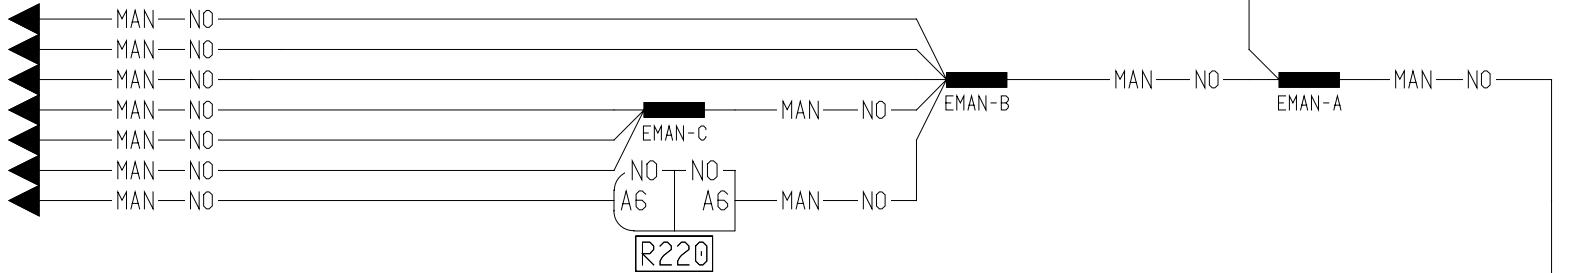 MAN NO
MAN NO
MAN NO MAN NO MAN NO
EMAN-B EMAN-A
MAN NO MAN NO
EMAN-C
MAN NO
MAN NO NO NO
MAN NO A6 A6 MAN NO
R220